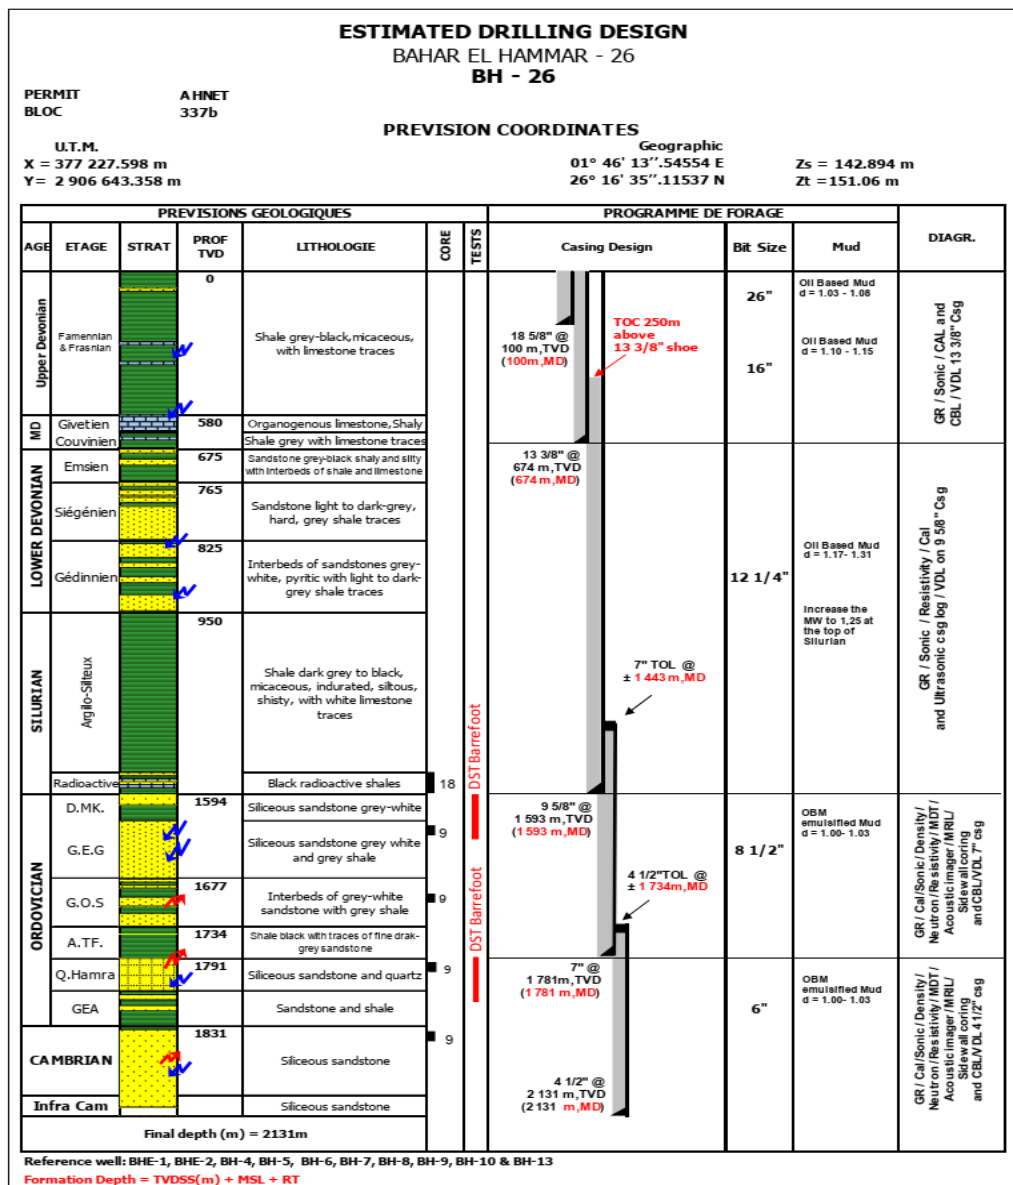 ESTIMATED DRILLING DESIGN
BAHAR EL HAMMAR - 26
BH - 26
PERMIT AHNET
BLOC 337b
PREVISION COORDINATES
U.T.M. Geographic
X = 377 227.598 m 01° 46' 13’’.54554 E Zs = 142.894 m
Y= 2 906 643.358 m 26° 16' 35’’.11537 N Zt =151.06 m
PREVISIONS GEOLOGIQUES PROGRAMME DE FORAGE DIAGR.
AGE ETAGE STRAT PROF TVD LITHOLOGIE CORE TESTS Casing Design Bit Size Mud
Upper Devonian
Famennian
& Frasnian
0
Shale grey-black,micaceous,
with limestone traces
MD
Givetien 580 Organogenous limestone,Shaly
Couvinien Shale grey with limestone traces
LOWER DEVONIAN
Emsien 675 Sandstone grey-black shaly and silty
with interbeds of shale and limestone
Siégénien 765 Sandstone light to dark-grey,
hard, grey shale traces
Gédinnien 825 Interbeds of sandstones grey-
white, pyritic with light to dark-
grey shale traces
SILURIAN
Argilo-Silteux 950
Shale dark grey to black,
micaceous, indurated, siltous,
shisty, with white limestone
traces
Radioactive Black radioactive shales 18
ORDOVICIAN
D.MK. 1594 Siliceous sandstone grey-white
G.E.G Siliceous sandstone grey white
and grey shale 9
G.O.S 1677 Interbeds of grey-white
sandstone with grey shale 9
A.TF. 1734 Shale black with traces of fine drak-
grey sandstone
Q.Hamra 1791 Siliceous sandstone and quartz 9
GEA Sandstone and shale
CAMBRIAN 1831 Siliceous sandstone 9
Infra Cam Siliceous sandstone
Final depth (m) = 2131m
DST Barrefoot
DST Barrefoot
18 5/8" @
100 m,TVD
(100m,MD)
TOC 250m
above
13 3/8" shoe
13 3/8" @
674 m,TVD
(674 m,MD)
7" TOL @
± 1 443 m,MD
9 5/8" @
1 593 m,TVD
(1 593 m,MD)
4 1/2"TOL @
± 1 734m,MD
7" @
1 781m,TVD
(1 781 m,MD)
4 1/2" @
2 131 m,TVD
(2 131 m,MD)
26"
16"
12 1/4"
8 1/2"
6"
Oil Based Mud
d = 1.03 - 1.08
Oil Based Mud
d = 1.10 - 1.15
Oil Based Mud
d = 1.17- 1.31
Increase the
MW to 1,25 at
the top of
Silurian
OBM
emulsified Mud
d = 1.00- 1.03
OBM
emulsified Mud
d = 1.00- 1.03
GR / Sonic / CAL and
CBL / VDL 13 3/8" Csg
GR / Sonic / Resistivity / Cal
and Ultrasonic csg log / VDL on 9 5/8" Csg
GR / Cal/Sonic / Density /
Neutron / Resistivity / MDT /
Acoustic imager / MRIL/
Sidewall coring
and CBL/VDL 7" csg
GR / Cal/Sonic / Density /
Neutron / Resistivity / MDT /
Acoustic imager / MRIL/
Sidewall coring
and CBL/VDL 4 1/2" csg
Reference well: BHE-1, BHE-2, BH-4, BH-5, BH-6, BH-7, BH-8, BH-9, BH-10 & BH-13
Formation Depth = TVDSS(m) + MSL + RT